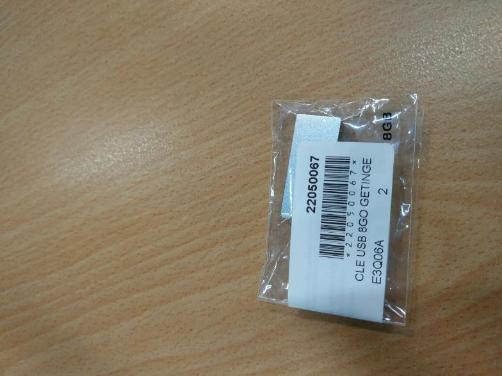 22050067
*22050067*
CLE USB 8GO GETINGE
E3Q06A 2
8GB